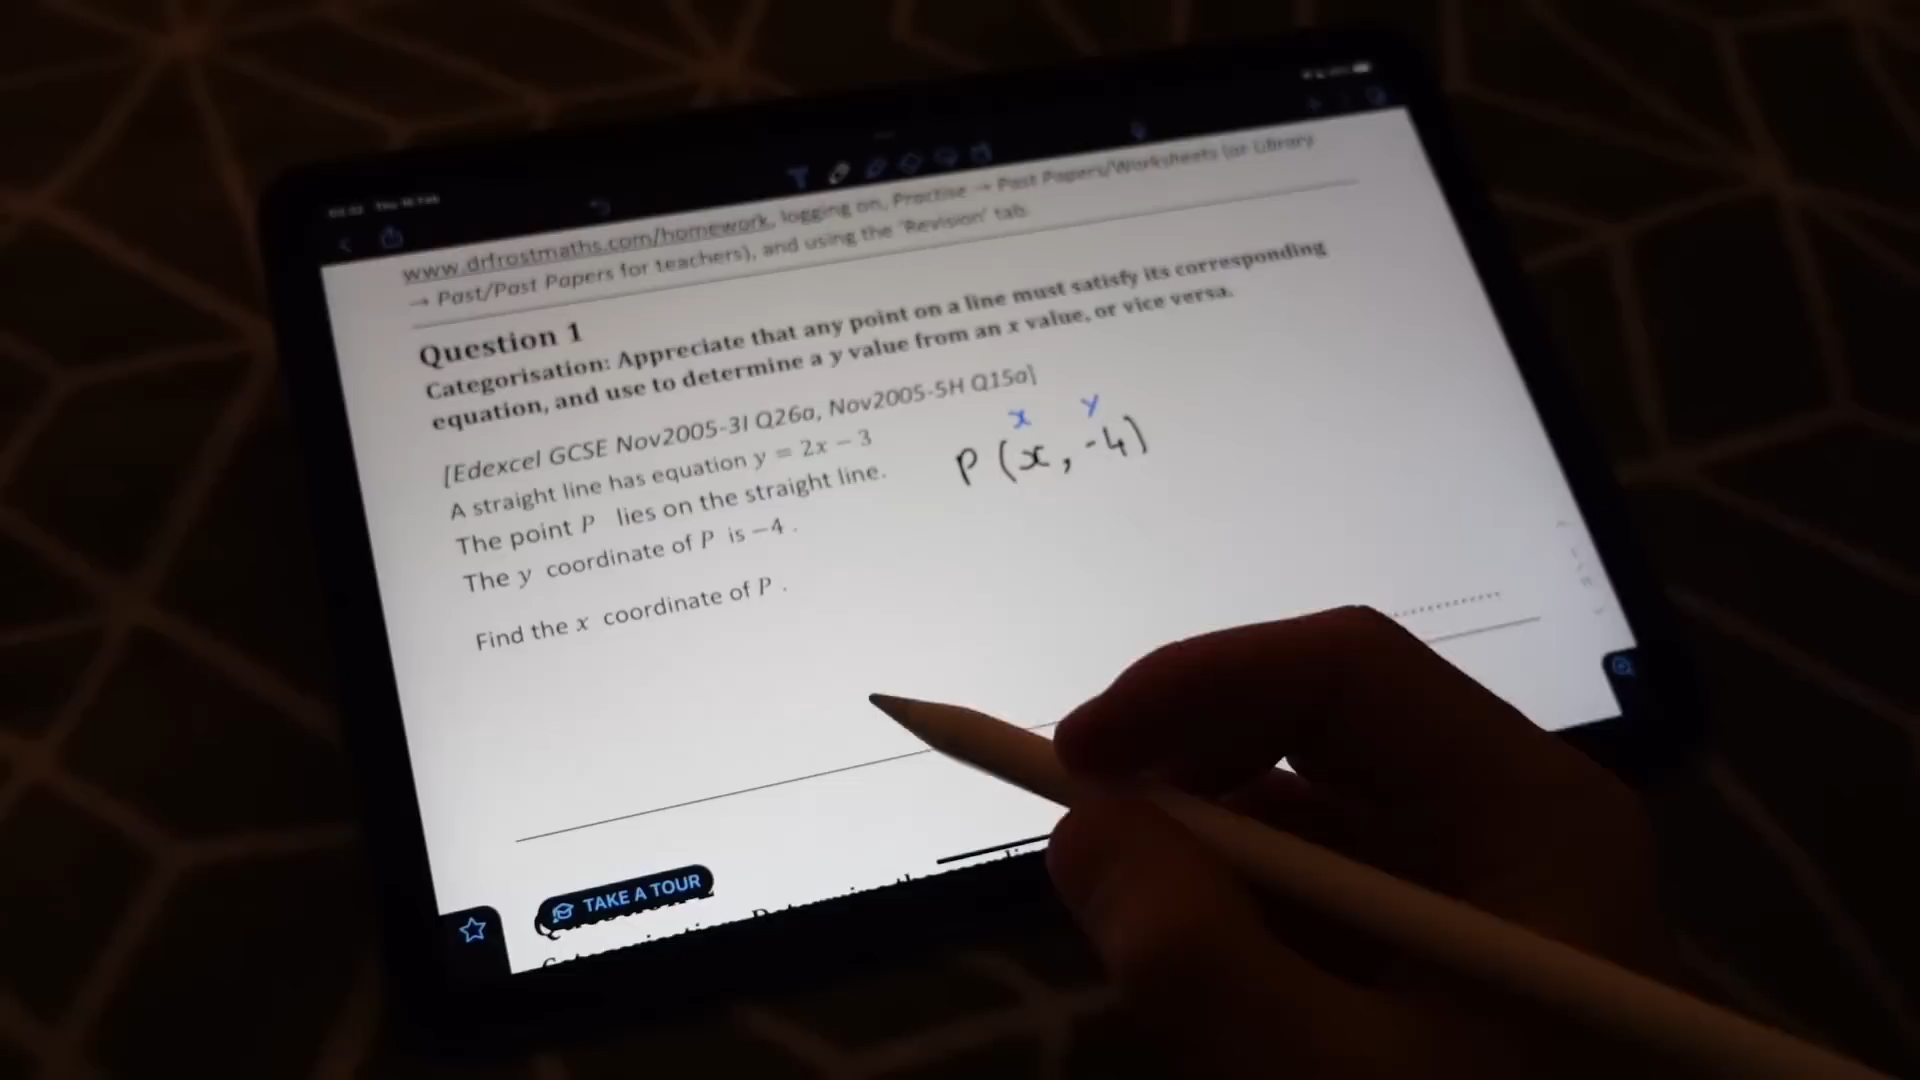 www.drfrostmaths.com/homework, logging on, Practise → Past Papers/Worksheets (or Library
→ Past/Past Papers for teachers), and using the 'Revision' tab.
Question 1
Categorisation: Appreciate that any point on a line must satisfy its corresponding
equation, and use to determine a y value from an x value, or vice versa.
[Edexcel GCSE Nov2005-3I Q26a, Nov2005-5H Q15a]
A straight line has equation y = 2x − 3
The point P lies on the straight line.
The y coordinate of P is −4 .
x y
P (x, -4)
Find the x coordinate of P .
TAKE A TOUR